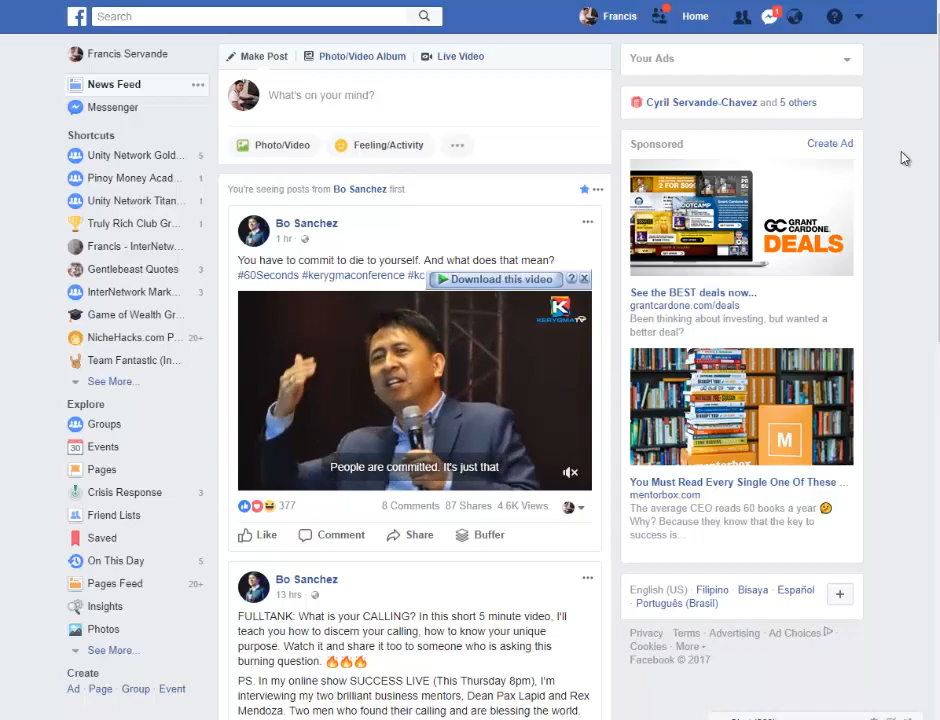 Search
Francis
Home
1
Francis Servande
News Feed
Messenger
Shortcuts
Unity Network Gold... 5
Pinoy Money Acad... 1
Unity Network Titan... 1
Truly Rich Club Gr... 1
Francis - InterNetw...
Gentlebeast Quotes 3
InterNetwork Mark... 3
Game of Wealth Gr...
NicheHacks.com P... 20+
Team Fantastic (In...
See More...
Explore
Groups
30 Events
Pages
Crisis Response 3
Friend Lists
Saved
On This Day 5
Pages Feed 20+
Insights
Photos
See More...
Create
Ad · Page · Group · Event
Make Post Photo/Video Album Live Video
What's on your mind?
Photo/Video Feeling/Activity
You're seeing posts from Bo Sanchez first
Bo Sanchez
1 hr ·
You have to commit to die to yourself. And what does that mean?
#60Seconds #kerygmaconference #kc
Download this video
KERYGMA TV
People are committed. It's just that
377 8 Comments 87 Shares 4.6K Views
Like Comment Share Buffer
Bo Sanchez
13 hrs ·
FULLTANK: What is your CALLING? In this short 5 minute video, I'll
teach you how to discern your calling, how to know your unique
purpose. Watch it and share it too to someone who is asking this
burning question. 🔥🔥🔥
PS. In my online show SUCCESS LIVE (This Thursday 8pm), I'm
interviewing my two brilliant business mentors, Dean Pax Lapid and Rex
Mendoza. Two men who found their calling and are blessing the world.
Your Ads
Cyril Servande-Chavez and 5 others
Sponsored Create Ad
GC GRANT
CARDONE
DEALS
See the BEST deals now...
grantcardone.com/deals
Been thinking about investing, but wanted a
better deal?
M
mentorbox
You Must Read Every Single One Of These ...
mentorbox.com
The average CEO reads 60 books a year 🤔
Why? Because they know that the key to
success is...
English (US) · Filipino · Bisaya · Español
· Português (Brasil)
Privacy · Terms · Advertising · Ad Choices ·
Cookies · More
Facebook © 2017